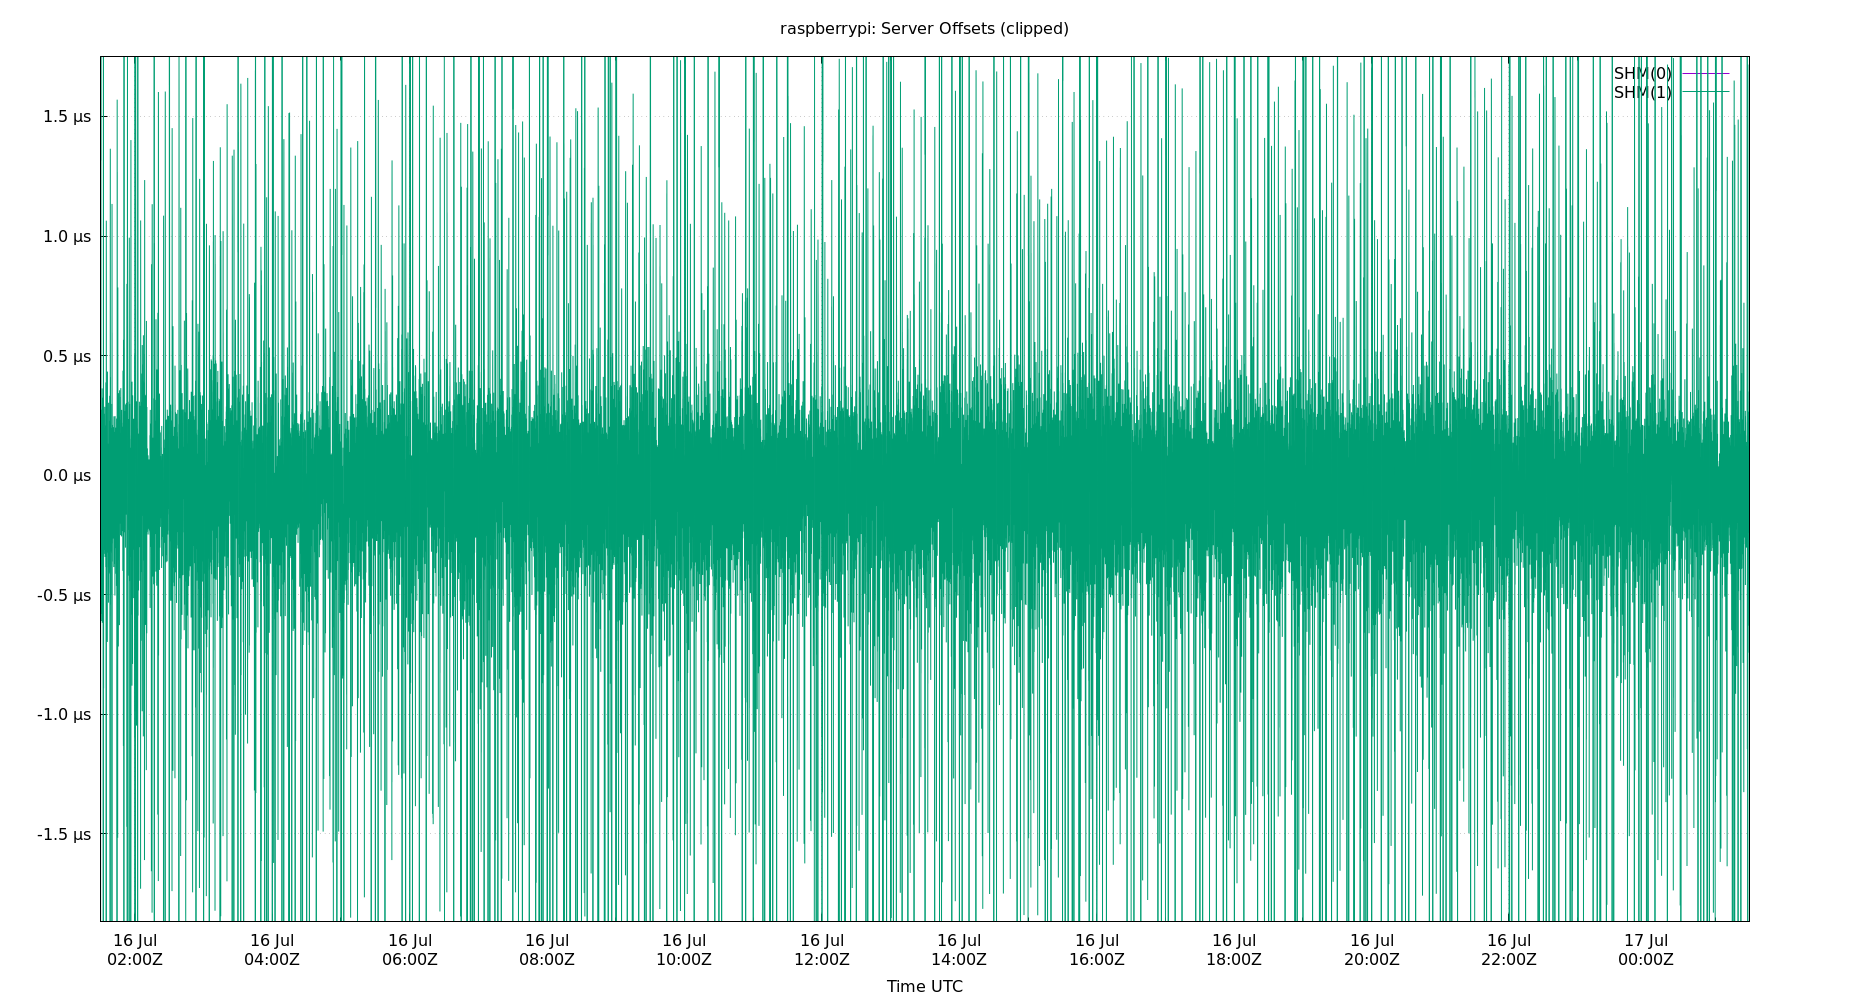 raspberrypi: Server Offsets (clipped)
SHM(0)
SHM(1)
1.5 µs
1.0 µs
0.5 µs
0.0 µs
-0.5 µs
-1.0 µs
-1.5 µs
16 Jul 16 Jul 16 Jul 16 Jul 16 Jul 16 Jul 16 Jul 16 Jul 16 Jul 16 Jul 16 Jul 17 Jul
02:00Z 04:00Z 06:00Z 08:00Z 10:00Z 12:00Z 14:00Z 16:00Z 18:00Z 20:00Z 22:00Z 00:00Z
Time UTC